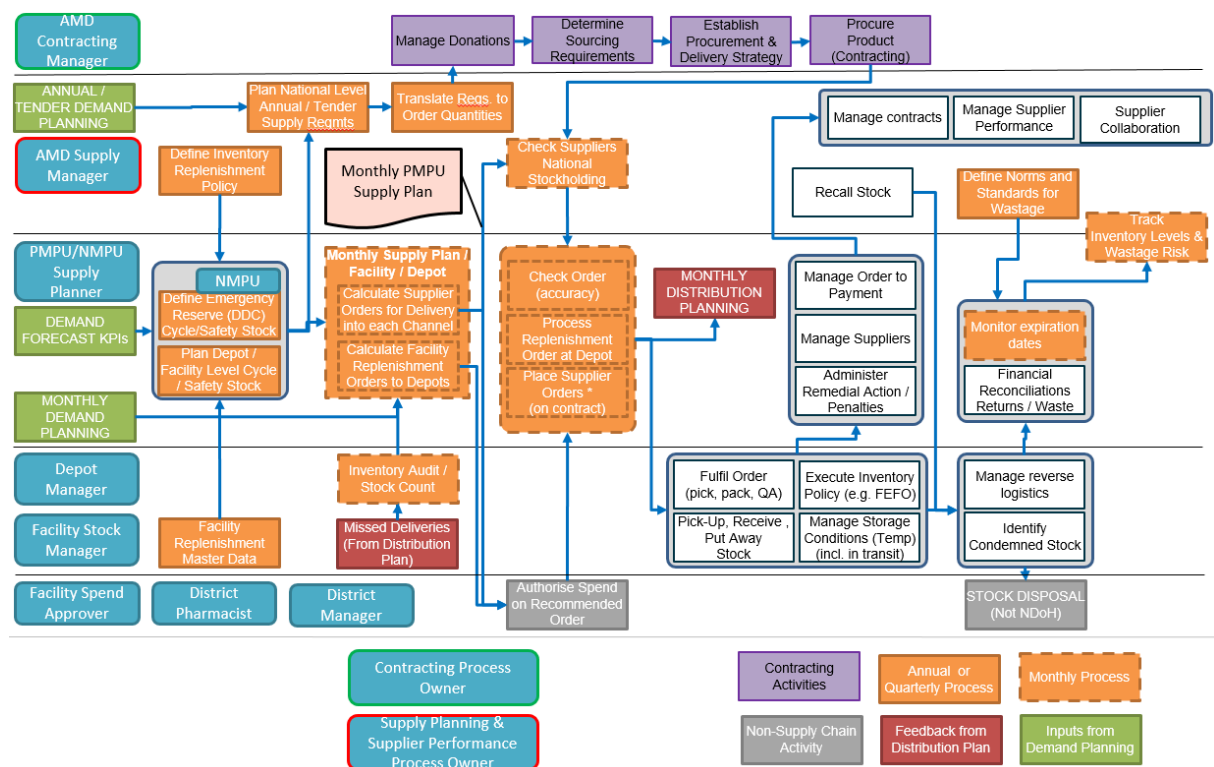 AMD
Contracting
Manager
Manage Donations
Determine
Sourcing
Requirements
Establish
Procurement &
Delivery Strategy
Procure
Product
(Contracting)
ANNUAL /
TENDER DEMAND
PLANNING
Plan National Level
Annual / Tender
Supply Reqmts
Translate Reqs. to
Order Quantities
Manage contracts
Manage Supplier
Performance
Supplier
Collaboration
AMD Supply
Manager
Define Inventory
Replenishment
Policy
Monthly PMPU
Supply Plan
Check Suppliers
National
Stockholding
Recall Stock
Define Norms and
Standards for
Wastage
Track
Inventory Levels &
Wastage Risk
PMPU/NMPU
Supply
Planner
NMPU
Define Emergency
Reserve (DDC)
Cycle/Safety Stock
Plan Depot /
Facility Level Cycle
/ Safety Stock
Monthly Supply Plan /
Facility / Depot
Calculate Supplier
Orders for Delivery
into each Channel
Calculate Facility
Replenishment
Orders to Depots
Check Order
(accuracy)
Process
Replenishment
Order at Depot
Place Supplier
Orders *
(on contract)
MONTHLY
DISTRIBUTION
PLANNING
Manage Order to
Payment
Manage Suppliers
Administer
Remedial Action /
Penalties
Monitor expiration
dates
Financial
Reconciliations
Returns / Waste
DEMAND
FORECAST KPIs
MONTHLY
DEMAND
PLANNING
Depot
Manager
Inventory Audit /
Stock Count
Fulfil Order
(pick, pack, QA)
Execute Inventory
Policy (e.g. FEFO)
Manage reverse
logistics
Facility Stock
Manager
Facility
Replenishment
Master Data
Missed Deliveries
(From Distribution
Plan)
Pick-Up, Receive ,
Put Away
Stock
Manage Storage
Conditions (Temp)
(incl. in transit)
Identify
Condemned Stock
Facility Spend
Approver
District
Pharmacist
District
Manager
Authorise Spend
on Recommended
Order
STOCK DISPOSAL
(Not NDoH)
Contracting Process
Owner
Contracting
Activities
Annual or
Quarterly Process
Monthly Process
Supply Planning &
Supplier Performance
Process Owner
Non-Supply Chain
Activity
Feedback from
Distribution Plan
Inputs from
Demand Planning